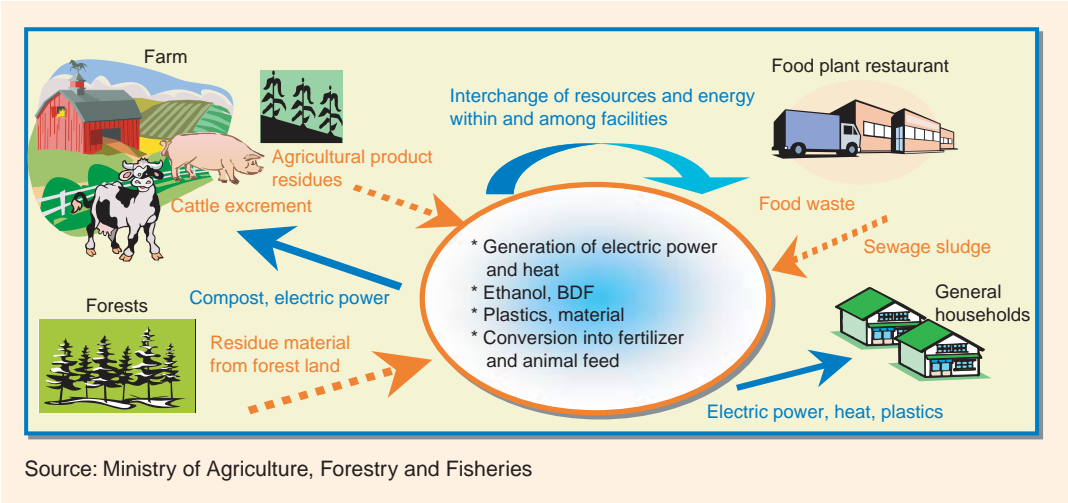 Farm
Agricultural product
residues
Cattle excrement
Interchange of resources and energy
within and among facilities
Food plant restaurant
Food waste
Sewage sludge
* Generation of electric power
and heat
* Ethanol, BDF
* Plastics, material
* Conversion into fertilizer
and animal feed
Compost, electric power
Forests
Residue material
from forest land
General
households
Electric power, heat, plastics
Source: Ministry of Agriculture, Forestry and Fisheries